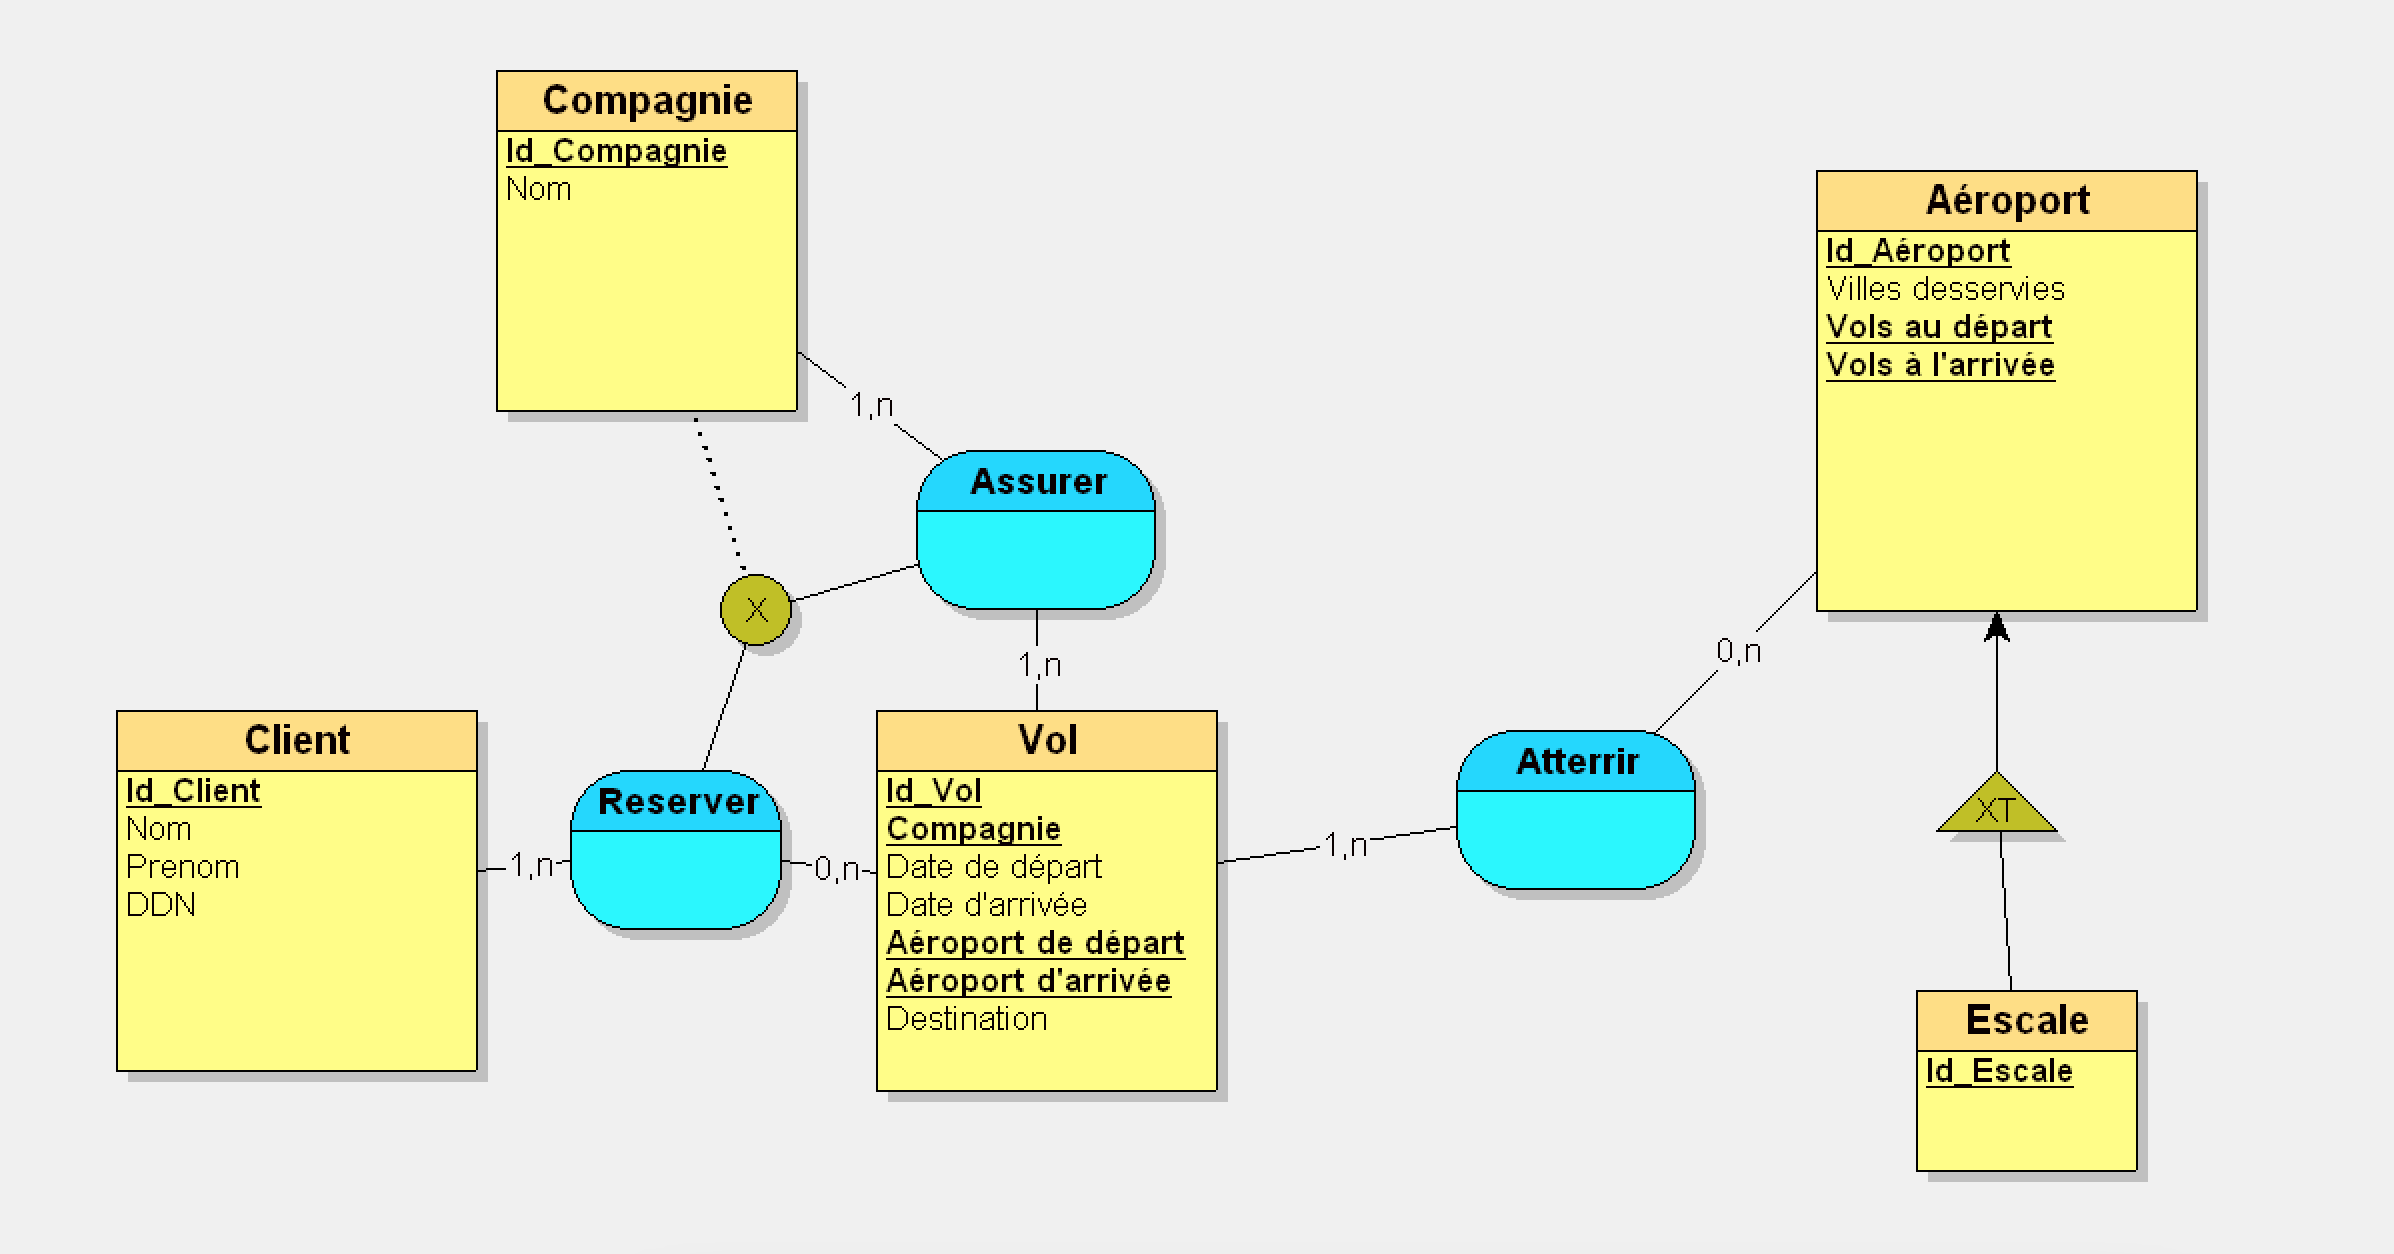 Compagnie
Id_Compagnie
Nom
Aéroport
Id_Aéroport
Villes desservies
Vols au départ
Vols à l'arrivée
1,n
Assurer
X
1,n
0,n
Client
Id_Client
Nom
Prenom
DDN
1,n
Reserver
0,n
Vol
Id_Vol
Compagnie
Date de départ
Date d'arrivée
Aéroport de départ
Aéroport d'arrivée
Destination
1,n
Atterrir
XT
Escale
Id_Escale